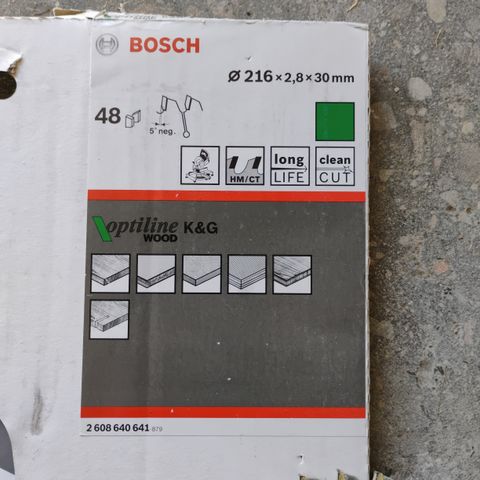 BOSCH
Ø 216 × 2,8 × 30 mm
48
5° neg.
HM/CT
long
LIFE
clean
CUT
optiline
WOOD
K&G
2 608 640 641 879